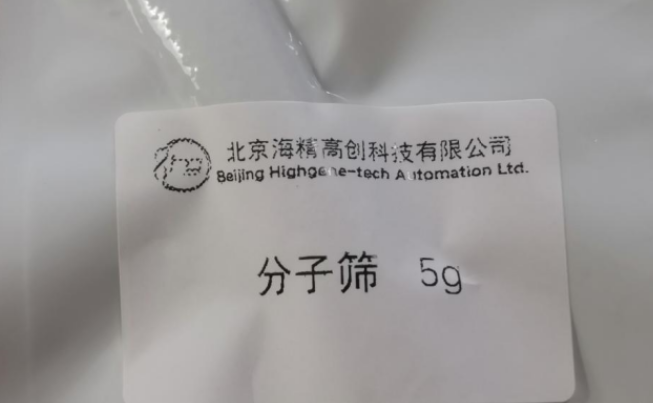 北京海精高创科技有限公司
Beijing Highgene-tech Automation Ltd.
分子筛 5g